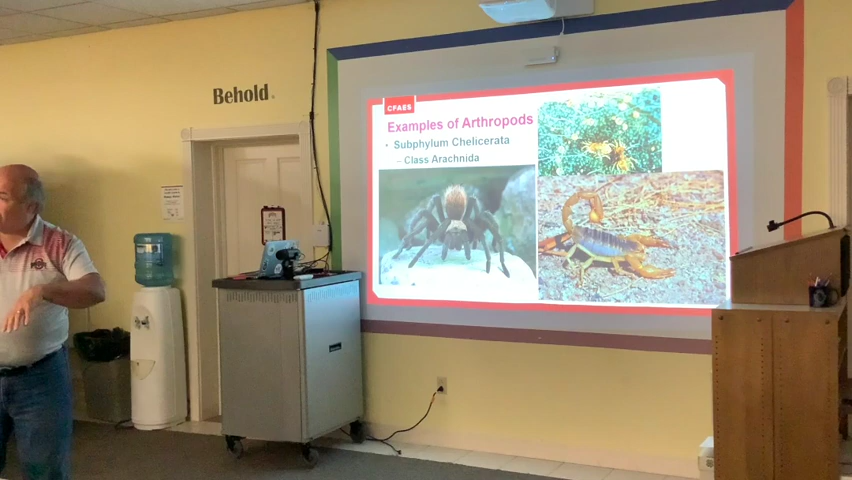 Behold.
CFAES
Examples of Arthropods
• Subphylum Chelicerata
– Class Arachnida